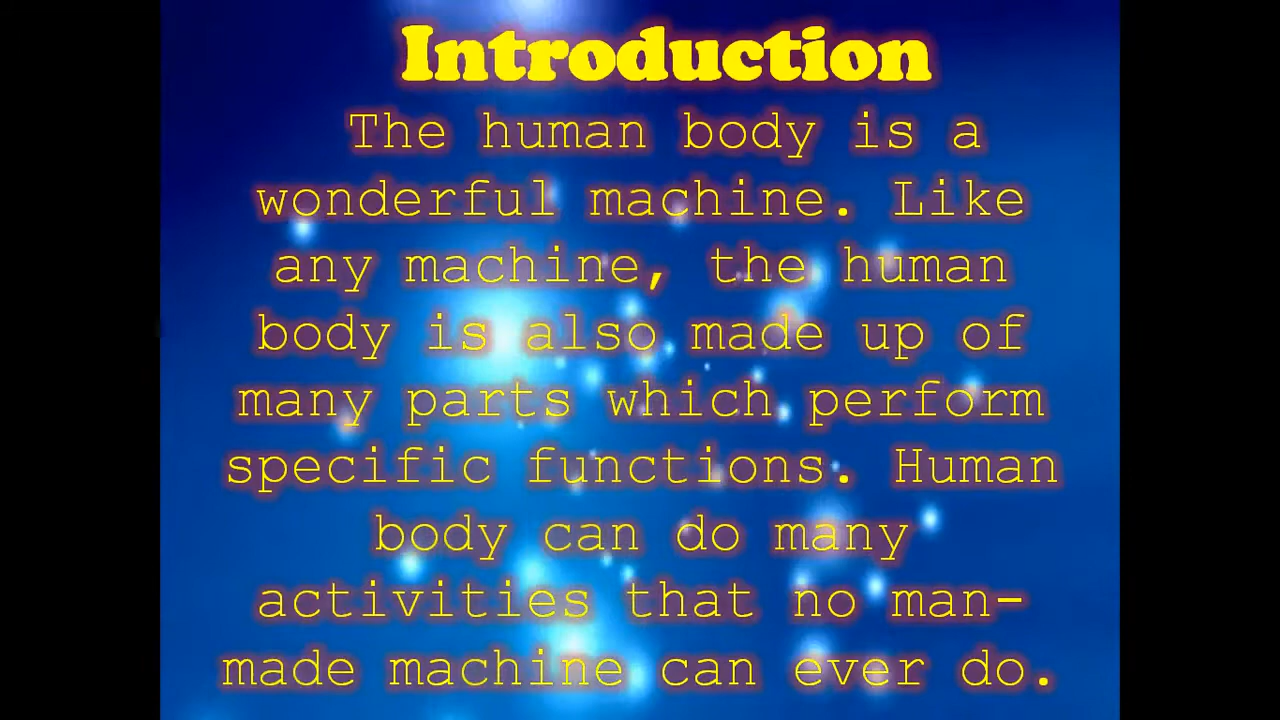 Introduction
The human body is a
wonderful machine. Like
any machine, the human
body is also made up of
many parts which perform
specific functions. Human
body can do many
activities that no man-
made machine can ever do.